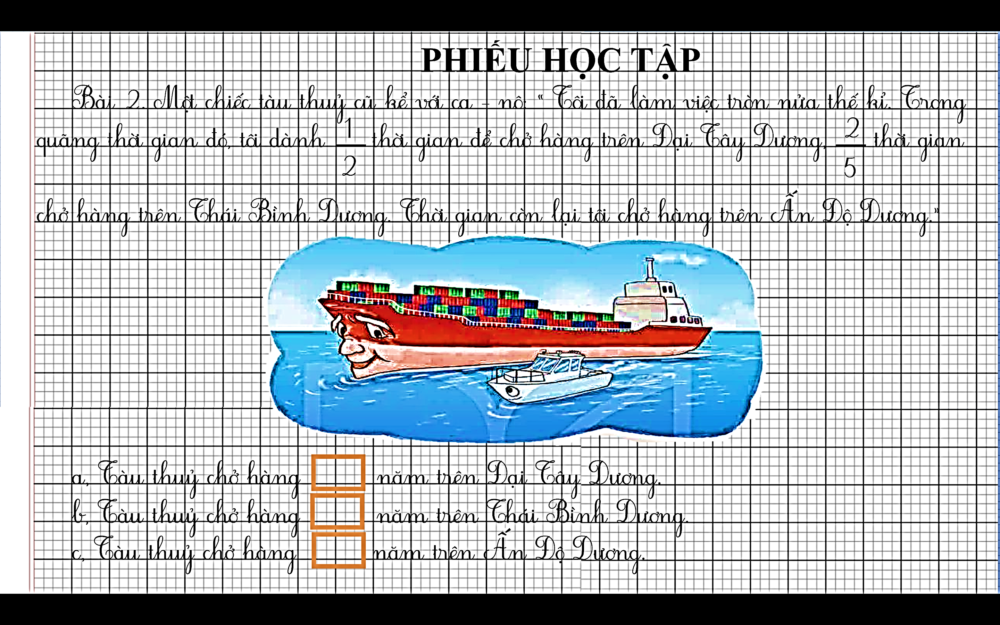 PHIẾU HỌC TẬP
Bài 2. Một chiếc tàu thuỷ cũ kể với ca - nô: “ Tôi đã làm việc tròn nửa thế kỉ. Trong
quãng thời gian đó, tôi dành 1/2 thời gian để chở hàng trên Đại Tây Dương, 2/5 thời gian
chở hàng trên Thái Bình Dương. Thời gian còn lại tôi chở hàng trên Ấn Độ Dương.”
a, Tàu thuỷ chở hàng năm trên Đại Tây Dương.
b, Tàu thuỷ chở hàng năm trên Thái Bình Dương.
c, Tàu thuỷ chở hàng năm trên Ấn Độ Dương.